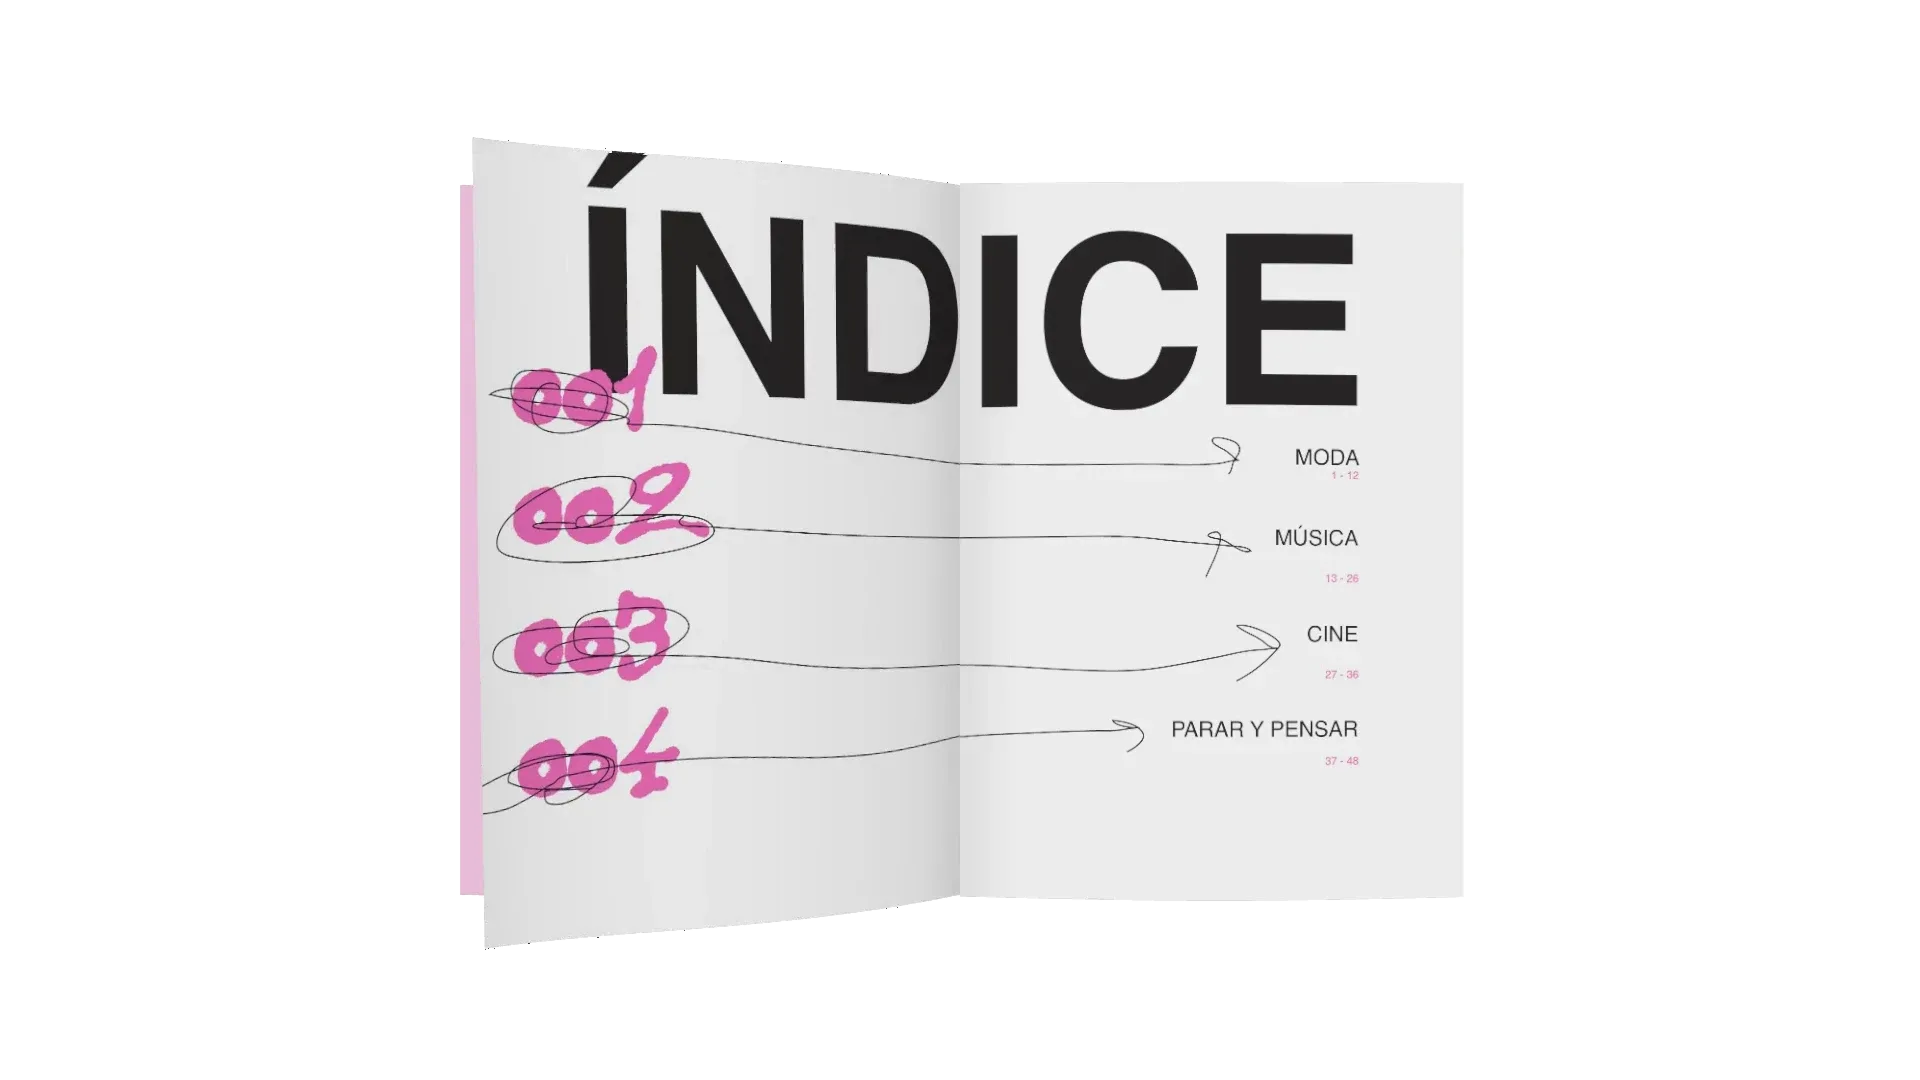 ÍNDICE
001
MODA
1 - 12
002
MÚSICA
13 - 26
003
CINE
27 - 36
004
PARAR Y PENSAR
37 - 48